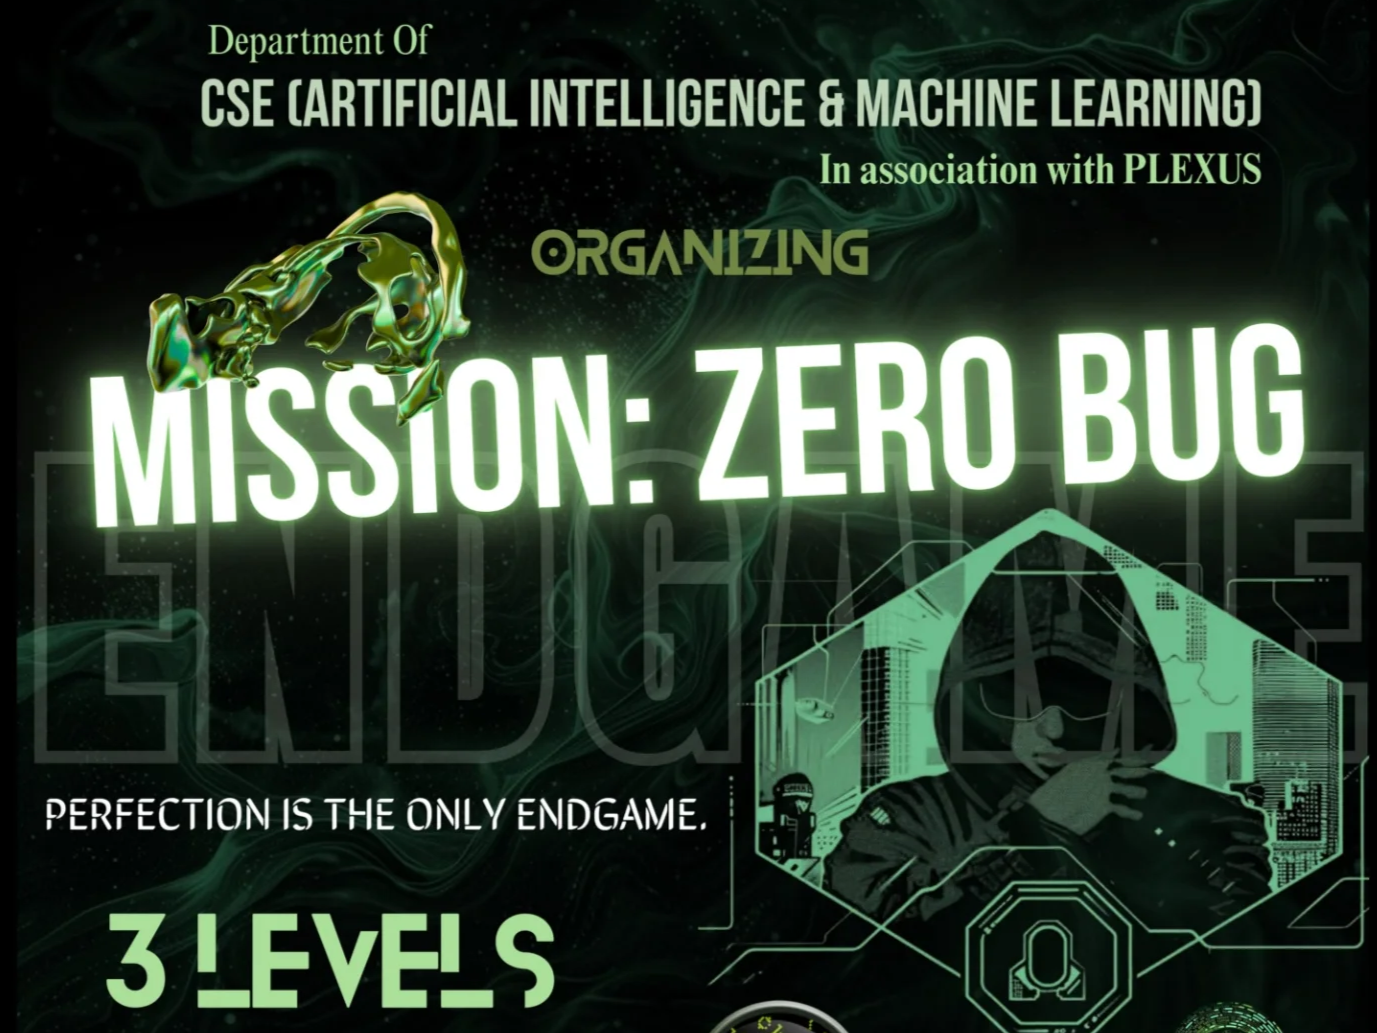 Department Of
CSE (ARTIFICIAL INTELLIGENCE & MACHINE LEARNING)
In association with PLEXUS
ORGANIZING
MISSION: ZERO BUG
ENDGAME
PERFECTION IS THE ONLY ENDGAME.
3 LEVELS